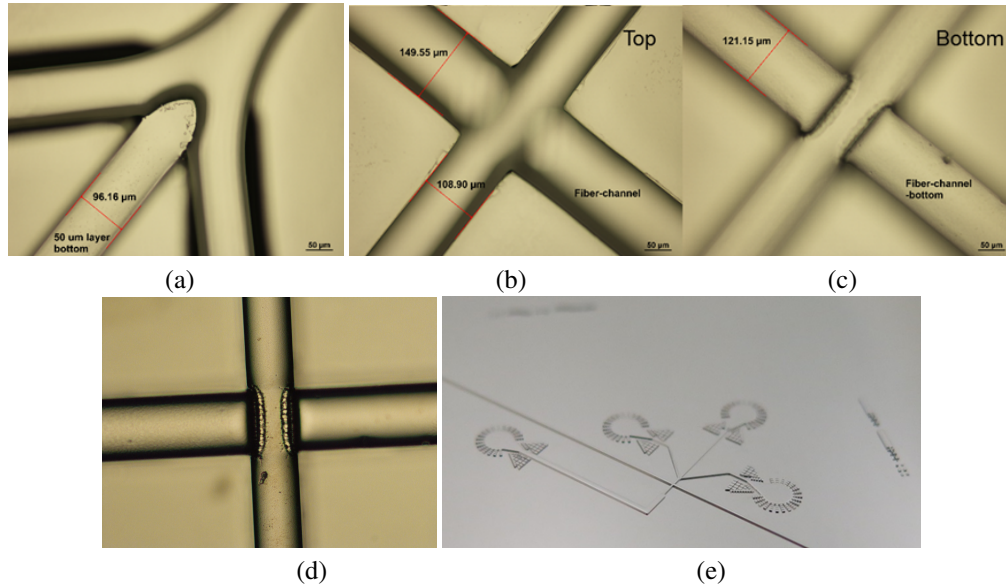 96.16 µm
50 um layer
bottom
50 µm
(a)
Top
149.55 µm
108.90 µm
Fiber-channel
50 µm
(b)
Bottom
121.15 µm
Fiber-channel
-bottom
50 µm
(c)
(d)
(e)